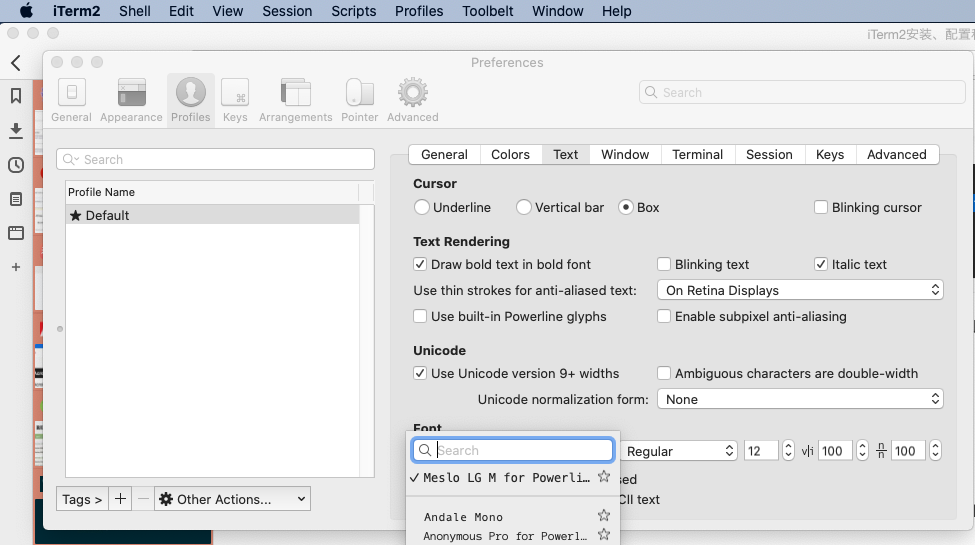 iTerm2 Shell Edit View Session Scripts Profiles Toolbelt Window Help
iTerm2安装、配置
Preferences
General Appearance Profiles Keys Arrangements Pointer Advanced
Search
Search
General Colors Text Window Terminal Session Keys Advanced
Profile Name
★ Default
Cursor
Underline Vertical bar Box Blinking cursor
Text Rendering
Draw bold text in bold font Blinking text Italic text
Use thin strokes for anti-aliased text: On Retina Displays
Use built-in Powerline glyphs Enable subpixel anti-aliasing
Unicode
Use Unicode version 9+ widths Ambiguous characters are double-width
Unicode normalization form: None
Font
Search
Regular 12 v|i 100 n/n 100
Meslo LG M for Powerli…
sed
CII text
Andale Mono
Anonymous Pro for Powerl…
Tags > + − Other Actions...